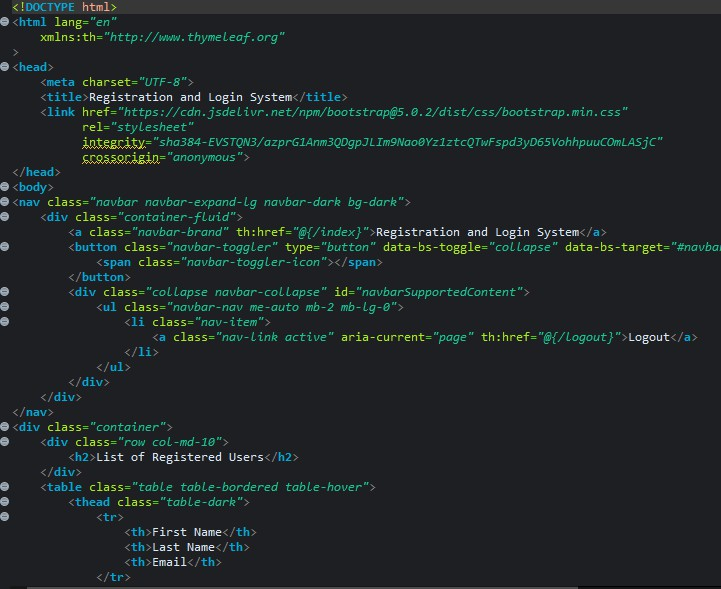 <!DOCTYPE html>
<html lang="en"
xmlns:th="http://www.thymeleaf.org"
>
<head>
<meta charset="UTF-8">
<title>Registration and Login System</title>
<link href="https://cdn.jsdelivr.net/npm/bootstrap@5.0.2/dist/css/bootstrap.min.css"
rel="stylesheet"
integrity="sha384-EVSTQN3/azprG1Anm3QDgpJLIm9Nao0Yz1ztcQTwFspd3yD65VohhpuuCOmLASjC"
crossorigin="anonymous">
</head>
<body>
<nav class="navbar navbar-expand-lg navbar-dark bg-dark">
<div class="container-fluid">
<a class="navbar-brand" th:href="@{/index}">Registration and Login System</a>
<button class="navbar-toggler" type="button" data-bs-toggle="collapse" data-bs-target="#navbar
<span class="navbar-toggler-icon"></span>
</button>
<div class="collapse navbar-collapse" id="navbarSupportedContent">
<ul class="navbar-nav me-auto mb-2 mb-lg-0">
<li class="nav-item">
<a class="nav-link active" aria-current="page" th:href="@{/logout}">Logout</a>
</li>
</ul>
</div>
</div>
</nav>
<div class="container">
<div class="row col-md-10">
<h2>List of Registered Users</h2>
</div>
<table class="table table-bordered table-hover">
<thead class="table-dark">
<tr>
<th>First Name</th>
<th>Last Name</th>
<th>Email</th>
</tr>